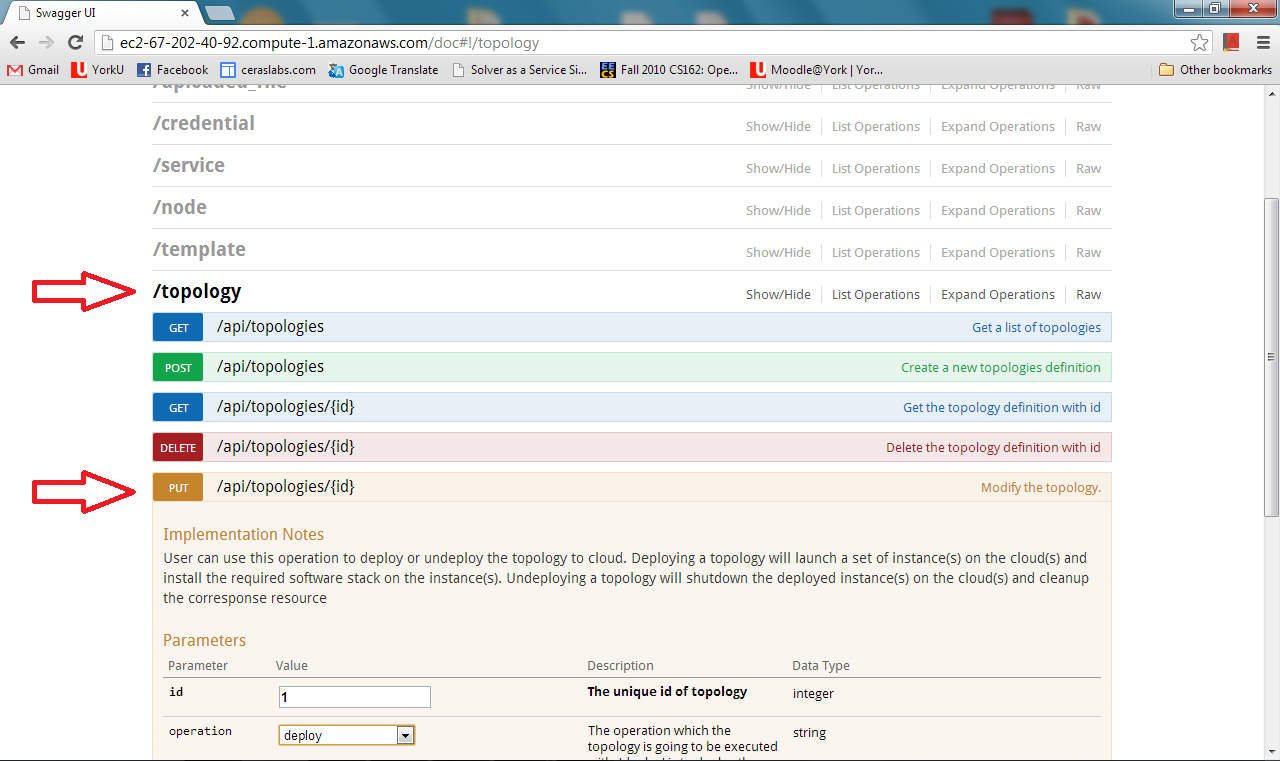 Swagger UI
ec2-67-202-40-92.compute-1.amazonaws.com/doc#!/topology
Gmail YorkU Facebook ceraslabs.com Google Translate Solver as a Service Si... Fall 2010 CS162: Ope... Moodle@York | Yor... Other bookmarks
/uploaded_file Show/Hide List Operations Expand Operations Raw
/credential Show/Hide List Operations Expand Operations Raw
/service Show/Hide List Operations Expand Operations Raw
/node Show/Hide List Operations Expand Operations Raw
/template Show/Hide List Operations Expand Operations Raw
/topology Show/Hide List Operations Expand Operations Raw
GET /api/topologies Get a list of topologies
POST /api/topologies Create a new topologies definition
GET /api/topologies/{id} Get the topology definition with id
DELETE /api/topologies/{id} Delete the topology definition with id
PUT /api/topologies/{id} Modify the topology.
Implementation Notes
User can use this operation to deploy or undeploy the topology to cloud. Deploying a topology will launch a set of instance(s) on the cloud(s) and
install the required software stack on the instance(s). Undeploying a topology will shutdown the deployed instance(s) on the cloud(s) and cleanup
the corresponse resource
Parameters
Parameter Value Description Data Type
id 1 The unique id of topology integer
operation deploy The operation which the string
topology is going to be executed